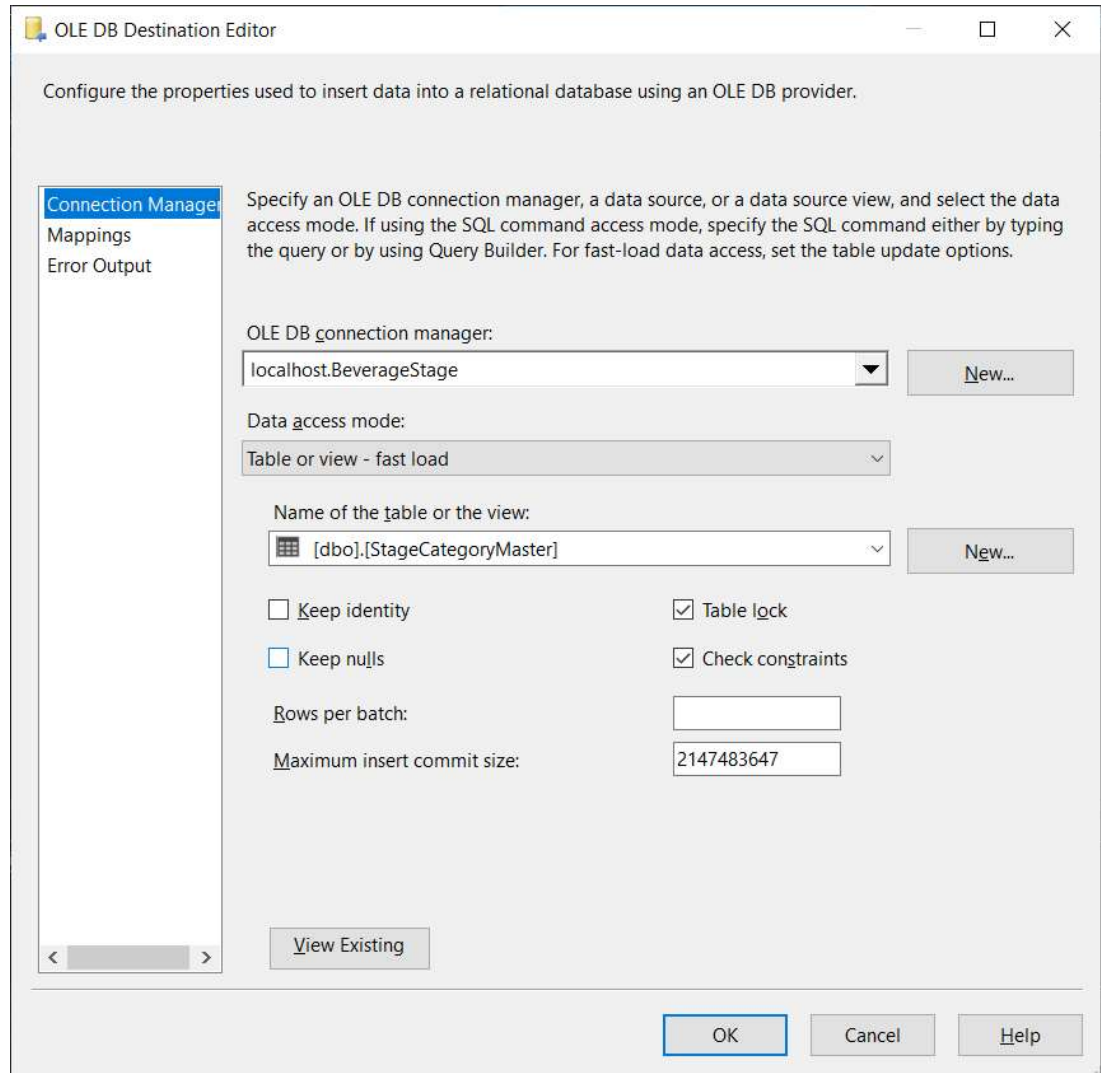 OLE DB Destination Editor
Configure the properties used to insert data into a relational database using an OLE DB provider.
Connection Manager
Mappings
Error Output
Specify an OLE DB connection manager, a data source, or a data source view, and select the data
access mode. If using the SQL command access mode, specify the SQL command either by typing
the query or by using Query Builder. For fast-load data access, set the table update options.
OLE DB connection manager:
localhost.BeverageStage
New...
Data access mode:
Table or view - fast load
Name of the table or the view:
[dbo].[StageCategoryMaster]
New...
Keep identity
Table lock
Keep nulls
Check constraints
Rows per batch:
Maximum insert commit size:
2147483647
View Existing
OK
Cancel
Help